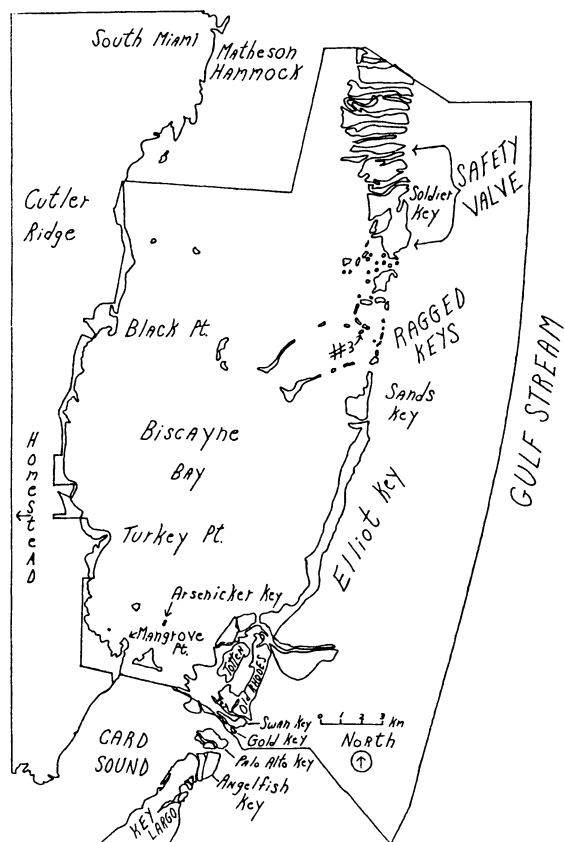 South Miami
Matheson
Hammock
Cutler
Ridge
SAFETY
VALVE
Soldier
Key
Black Pt.
#3
RAGGED
KEYS
Sands
Key
Biscayne
BAY
GULF STREAM
HOMESTEAD
Turkey Pt.
Elliot Key
Arsenicker Key
Mangrove
Pt.
Totten
Old Rhodes
Swan Key
Gold Key
Palo Alto Key
Angelfish
Key
CARD
SOUND
KEY
LARGO
0 1 2 3 km
North